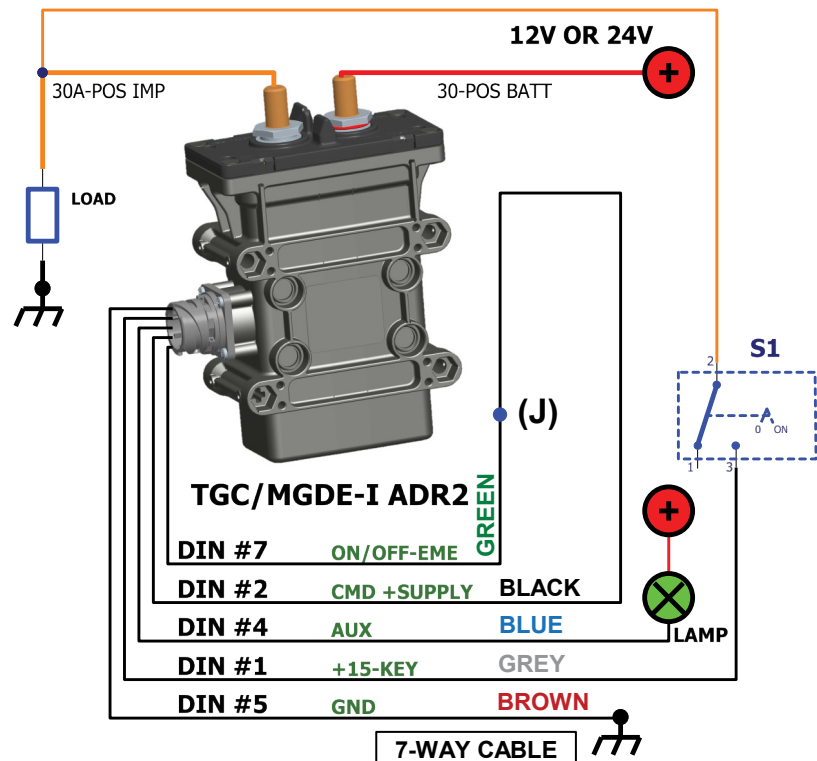 12V OR 24V
+
30A-POS IMP
30-POS BATT
LOAD
S1
2
0 ON
1
3
(J)
TGC/MGDE-I ADR2
GREEN
+
DIN #7 ON/OFF-EME
DIN #2 CMD +SUPPLY BLACK
DIN #4 AUX BLUE
LAMP
DIN #1 +15-KEY GREY
DIN #5 GND BROWN
7-WAY CABLE